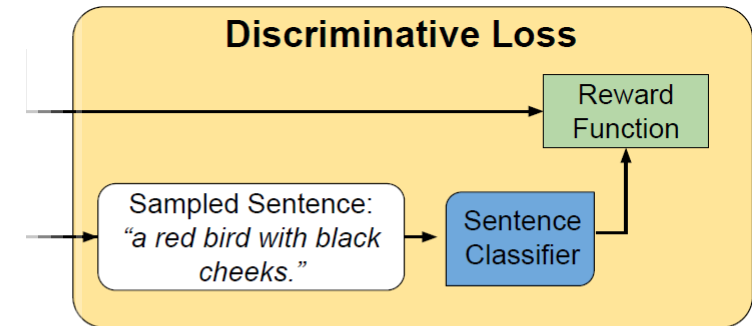 Discriminative Loss
Reward
Function
Sampled Sentence:
“a red bird with black
cheeks.”
Sentence
Classifier